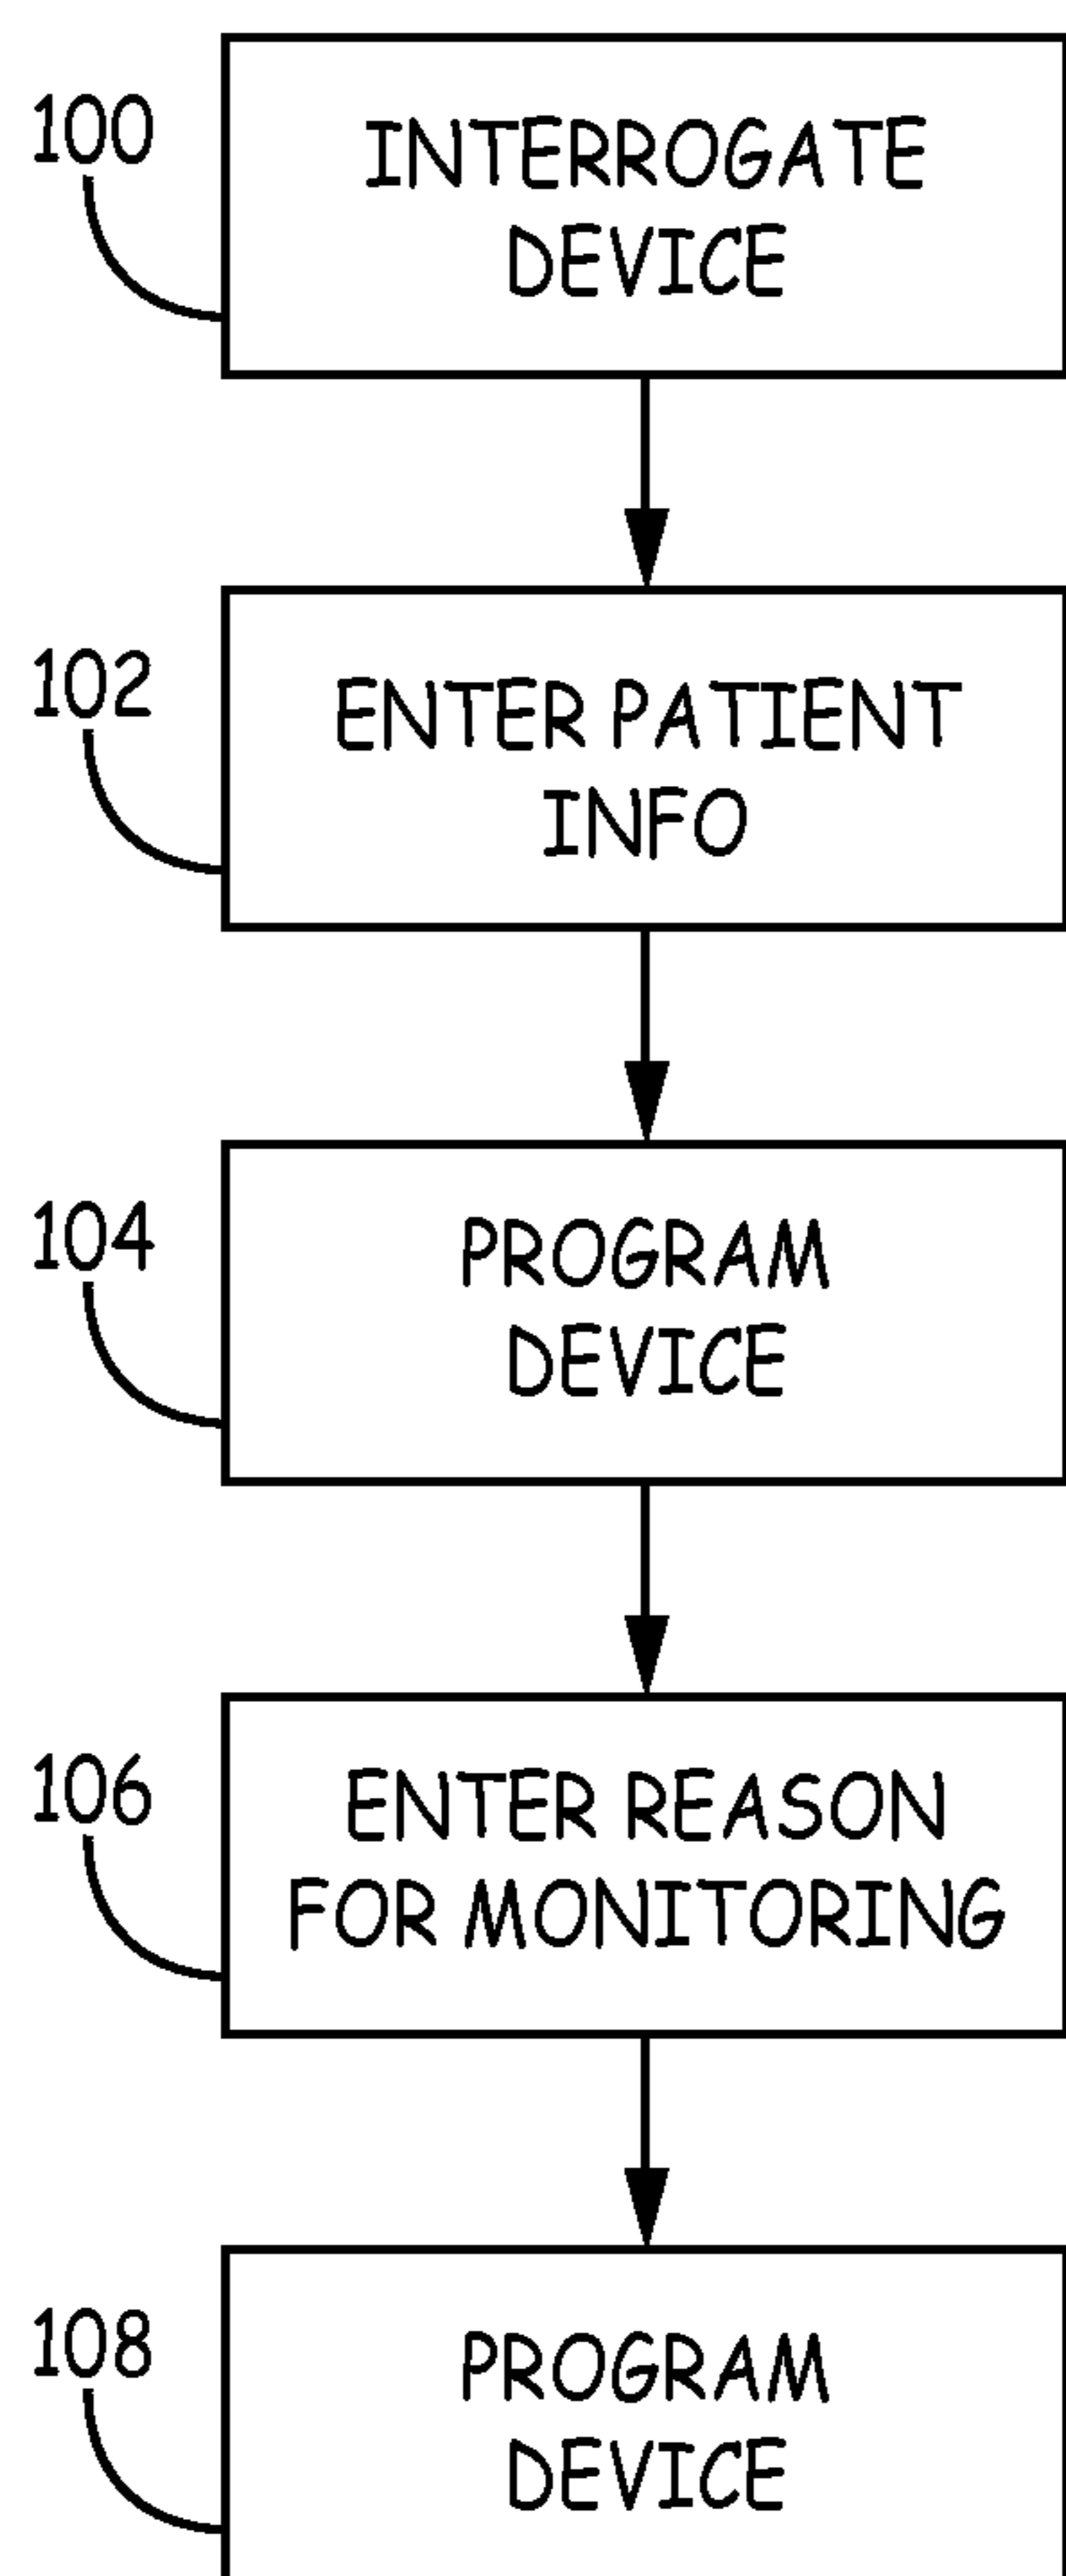 100
INTERROGATE
DEVICE
102
ENTER PATIENT
INFO
104
PROGRAM
DEVICE
106
ENTER REASON
FOR MONITORING
108
PROGRAM
DEVICE